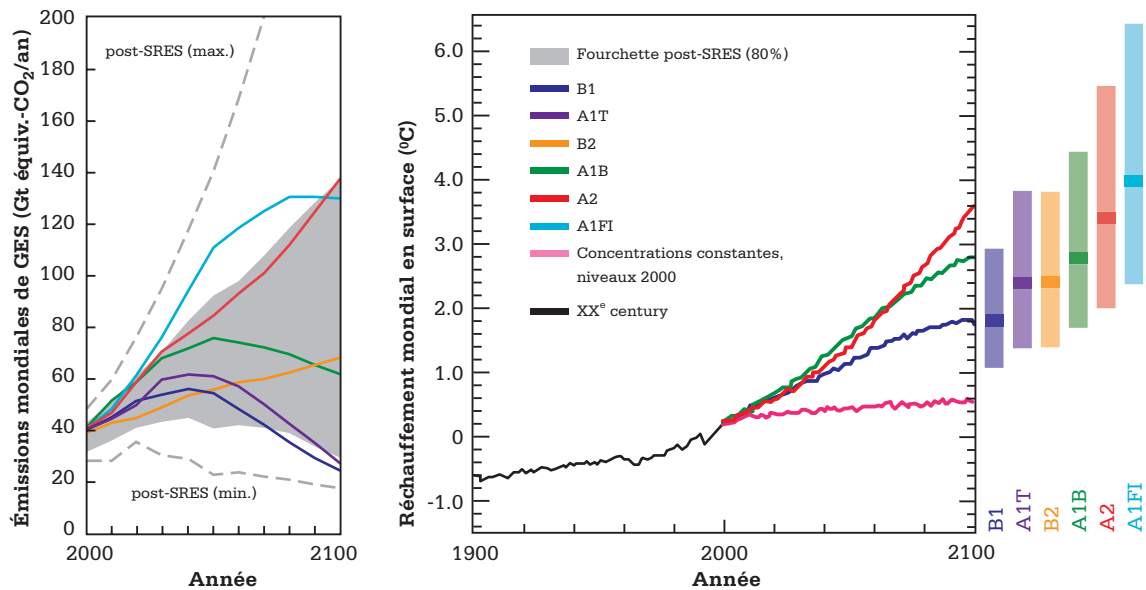 Émissions mondiales de GES (Gt équiv.-CO₂/an)
200
180
160
140
120
100
80
60
40
20
0
post-SRES (max.)
post-SRES (min.)
2000
2100
Année
Réchauffement mondial en surface (⁰C)
6.0
5.0
4.0
3.0
2.0
1.0
0
-1.0
Fourchette post-SRES (80%)
B1
A1T
B2
A1B
A2
A1FI
Concentrations constantes,
niveaux 2000
XXᵉ century
1900
2000
2100
Année
B1
A1T
B2
A1B
A2
A1FI